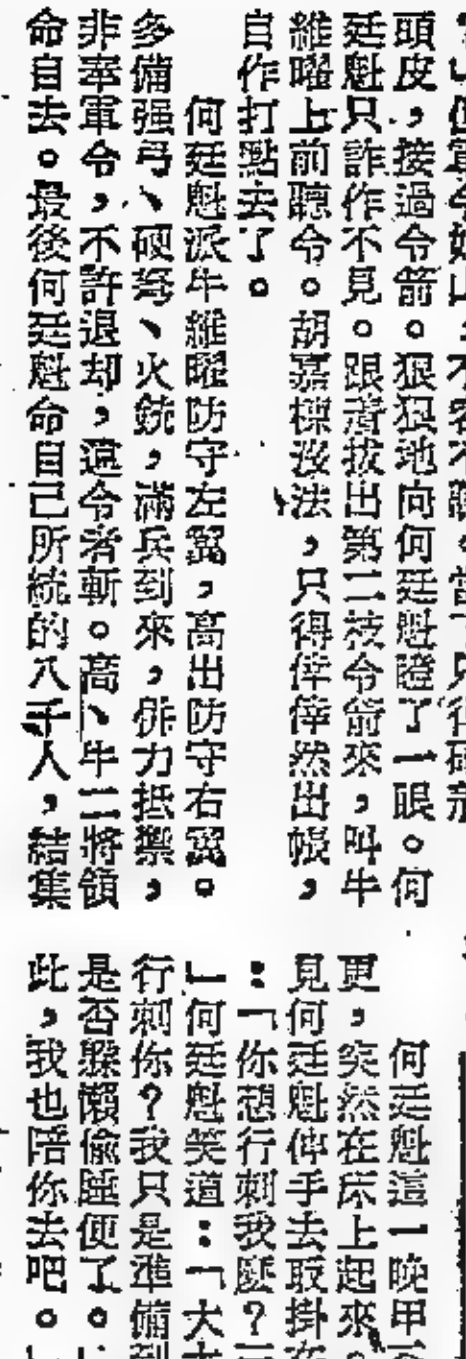 頭皮，接過令箭。狠狠地向何廷魁瞪了一眼。何
廷魁只詐作不見。跟着拔出第二枝令箭來，叫牛
維曜上前聽令。胡嘉棟沒法，只得倖倖然出帳，
自作打點去了。
何廷魁派牛維曜防守左翼，高出防守右翼。
多備强弓、硬弩、火銃，滿兵到來，倂力抵禦，
非奉軍令，不許退却，違令者斬。高、牛二將領
命自去。最後何廷魁命自己所統的八千人，結集
何廷魁這一晚甲
更，突然在床上起來
見何廷魁伸手去取掛
：「你想行刺我麽？
」何廷魁笑道：「大
行刺你？我只是準備到
是否躲懶偷睡便了。
此，我也陪你去吧。